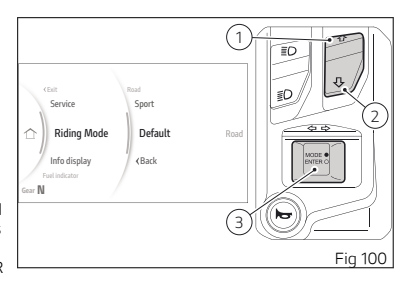 1
‹Exit
Road
Service
Sport
Riding Mode
Default
Road
2
Info display
‹Back
Fuel indicator
Gear N
MODE
ENTER
3
s
R
Fig 100